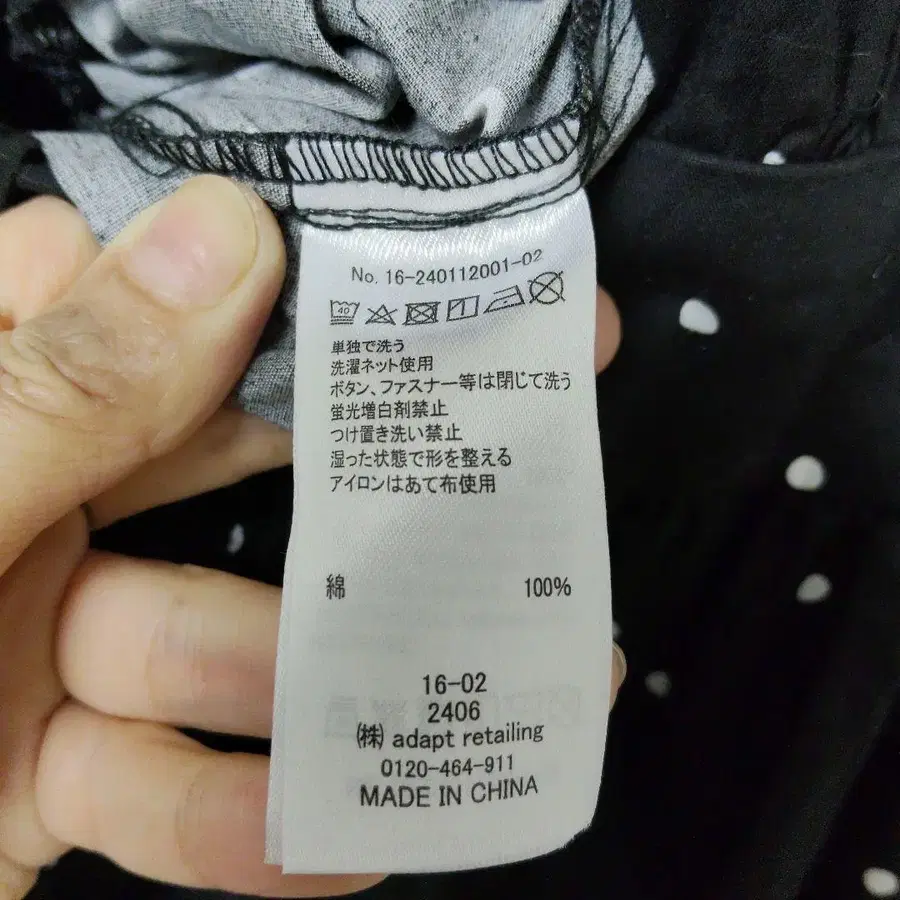 No. 16-240112001-02
40
単独で洗う
洗濯ネット使用
ボタン、ファスナー等は閉じて洗う
蛍光増白剤禁止
つけ置き洗い禁止
湿った状態で形を整える
アイロンはあて布使用
綿 100%
16-02
2406
㈱ adapt retailing
0120-464-911
MADE IN CHINA